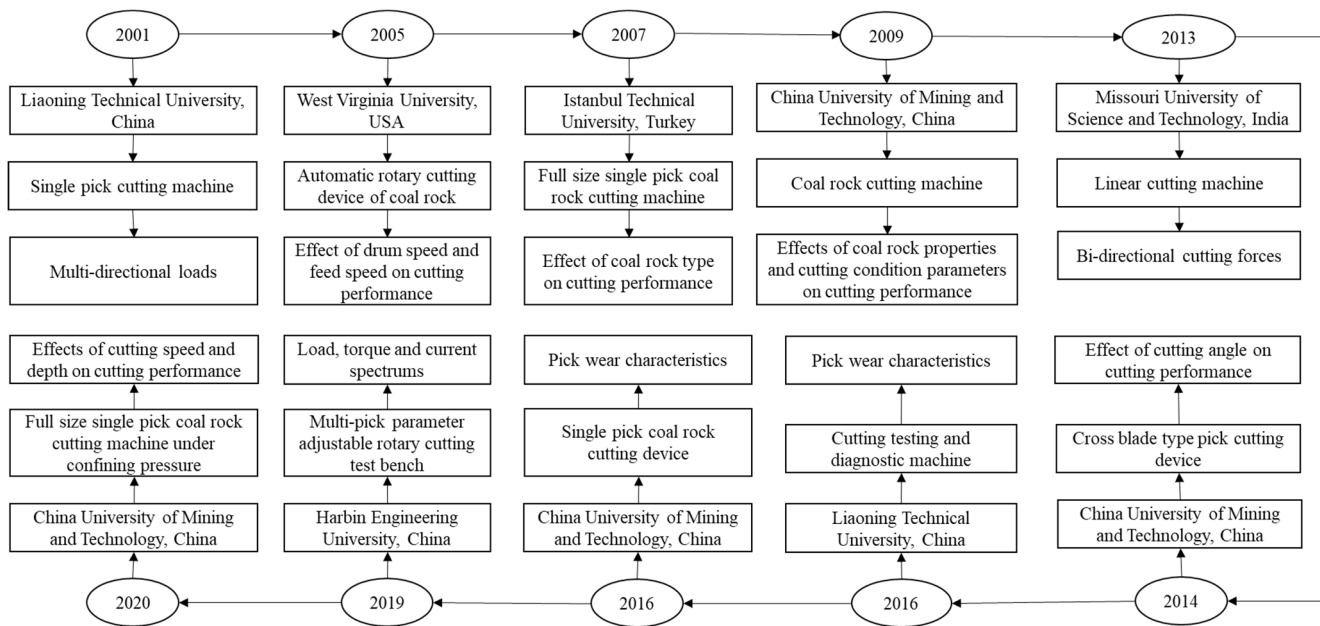 2001
2005
2007
2009
2013
Liaoning Technical University,
China
West Virginia University,
USA
Istanbul Technical
University, Turkey
China University of Mining and
Technology, China
Missouri University of
Science and Technology, India
Single pick cutting machine
Automatic rotary cutting
device of coal rock
Full size single pick coal
rock cutting machine
Coal rock cutting machine
Linear cutting machine
Multi-directional loads
Effect of drum speed and
feed speed on cutting
performance
Effect of coal rock type
on cutting performance
Effects of coal rock properties
and cutting condition parameters
on cutting performance
Bi-directional cutting forces
Effects of cutting speed and
depth on cutting performance
Load, torque and current
spectrums
Pick wear characteristics
Pick wear characteristics
Effect of cutting angle on
cutting performance
Full size single pick coal rock
cutting machine under
confining pressure
Multi-pick parameter
adjustable rotary cutting
test bench
Single pick coal rock
cutting device
Cutting testing and
diagnostic machine
Cross blade type pick cutting
device
China University of Mining
and Technology, China
Harbin Engineering
University, China
China University of Mining
and Technology, China
Liaoning Technical
University, China
China University of Mining
and Technology, China
2020
2019
2016
2016
2014